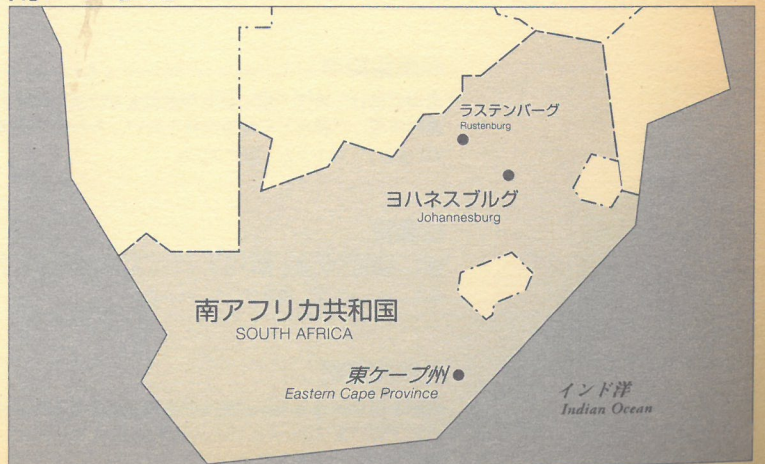 ラステンバーグ
Rustenburg
ヨハネスブルグ
Johannesburg
南アフリカ共和国
SOUTH AFRICA
東ケープ州
Eastern Cape Province
インド洋
Indian Ocean